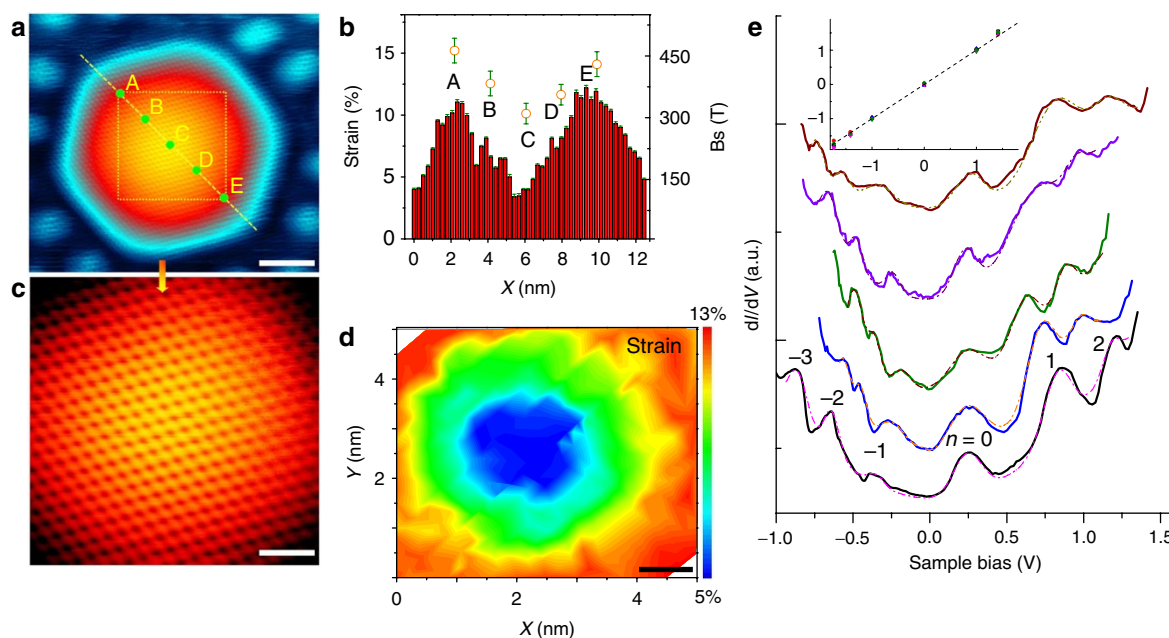 a
A
B
C
D
E
b
Strain (%)
15
10
5
0
A
B
C
D
E
450
300
150
Bs (T)
0 2 4 6 8 10 12
X (nm)
c
d
Strain
13%
5%
4
2
0
Y (nm)
0 2 4
X (nm)
e
1
0
−1
−1 0 1
dI/dV (a.u.)
−3
−2
−1
n = 0
1
2
−1.0 −0.5 0.0 0.5 1.0 1.5
Sample bias (V)